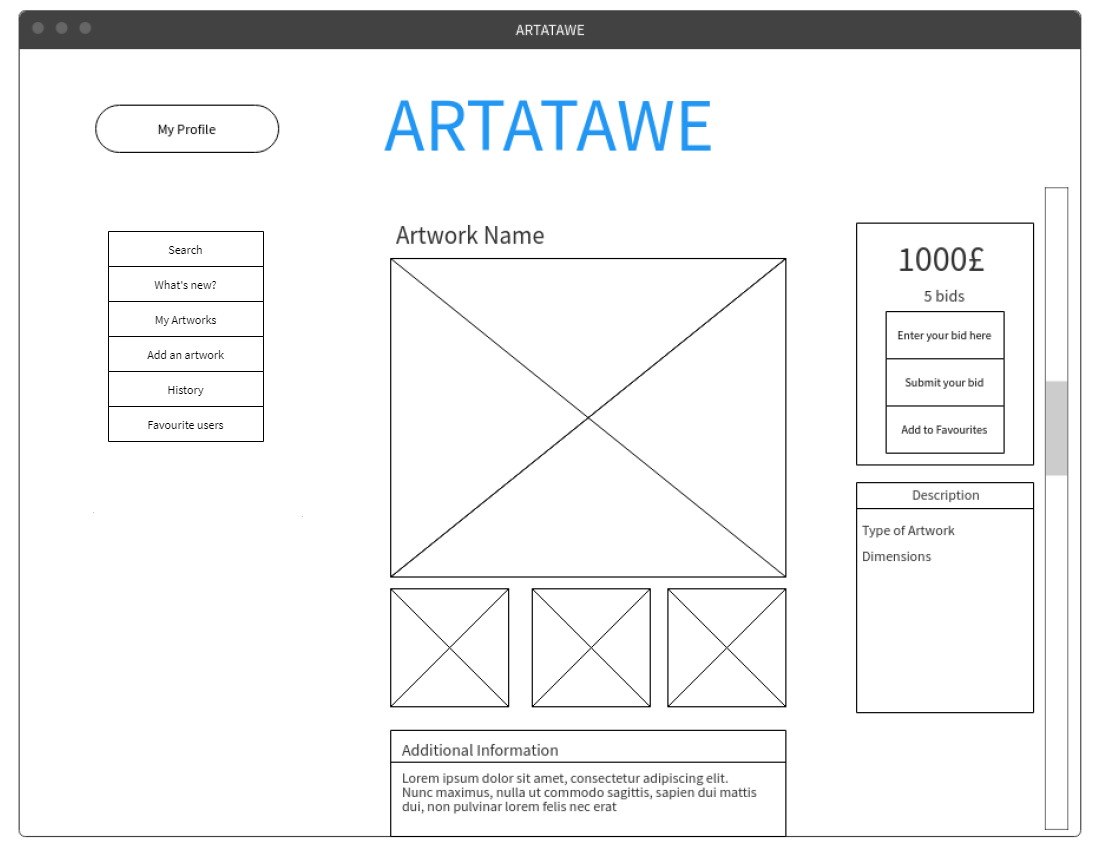 ARTATAWE
My Profile
ARTATAWE
Search
What's new?
My Artworks
Add an artwork
History
Favourite users
Artwork Name
1000£
5 bids
Enter your bid here
Submit your bid
Add to Favourites
Description
Type of Artwork
Dimensions
Additional Information
Lorem ipsum dolor sit amet, consectetur adipiscing elit.
Nunc maximus, nulla ut commodo sagittis, sapien dui mattis
dui, non pulvinar lorem felis nec erat